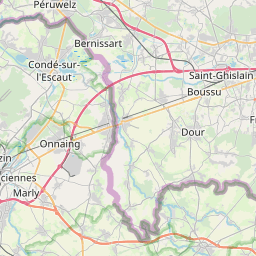 Péruwelz
Bernissart
Condé-sur-
l'Escaut
Saint-Ghislain
Boussu
Dour
Onnaing
Marly